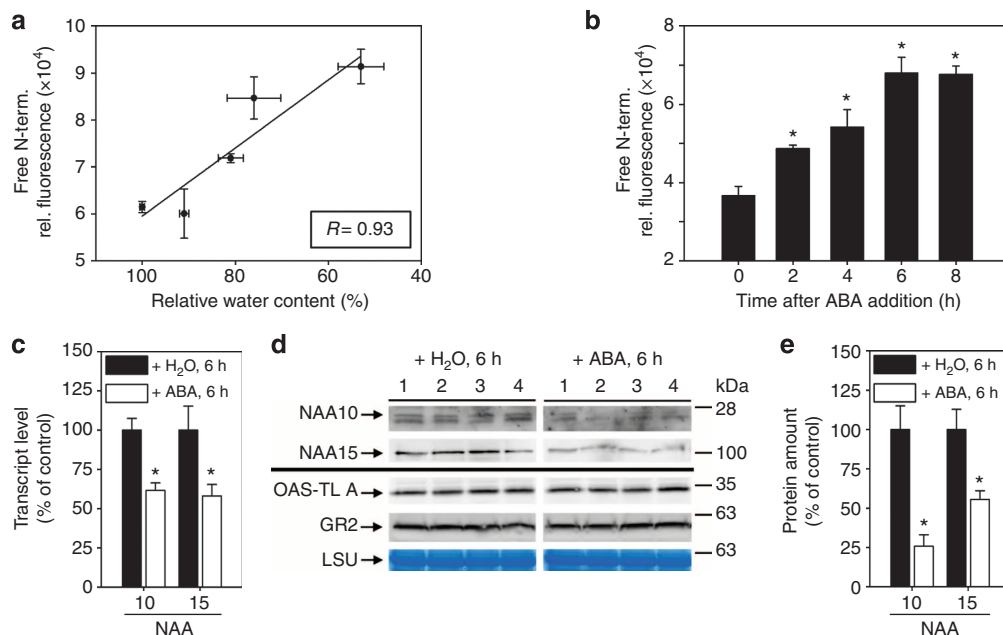 a
Free N-term.
rel. fluorescence (×10⁴)
10
9
8
7
6
5
100
80
60
40
R= 0.93
Relative water content (%)
b
Free N-term.
rel. fluorescence (×10⁴)
8
6
4
2
0
2
4
6
8
*
*
*
*
Time after ABA addition (h)
c
Transcript level
(% of control)
150
125
100
75
50
25
0
+ H₂O, 6 h
+ ABA, 6 h
*
*
10
15
NAA
d
+ H₂O, 6 h
+ ABA, 6 h
1 2 3 4
1 2 3 4
kDa
NAA10
28
NAA15
100
OAS-TL A
35
GR2
63
LSU
63
e
Protein amount
(% of control)
150
125
100
75
50
25
0
+ H₂O, 6 h
+ ABA, 6 h
*
*
10
15
NAA